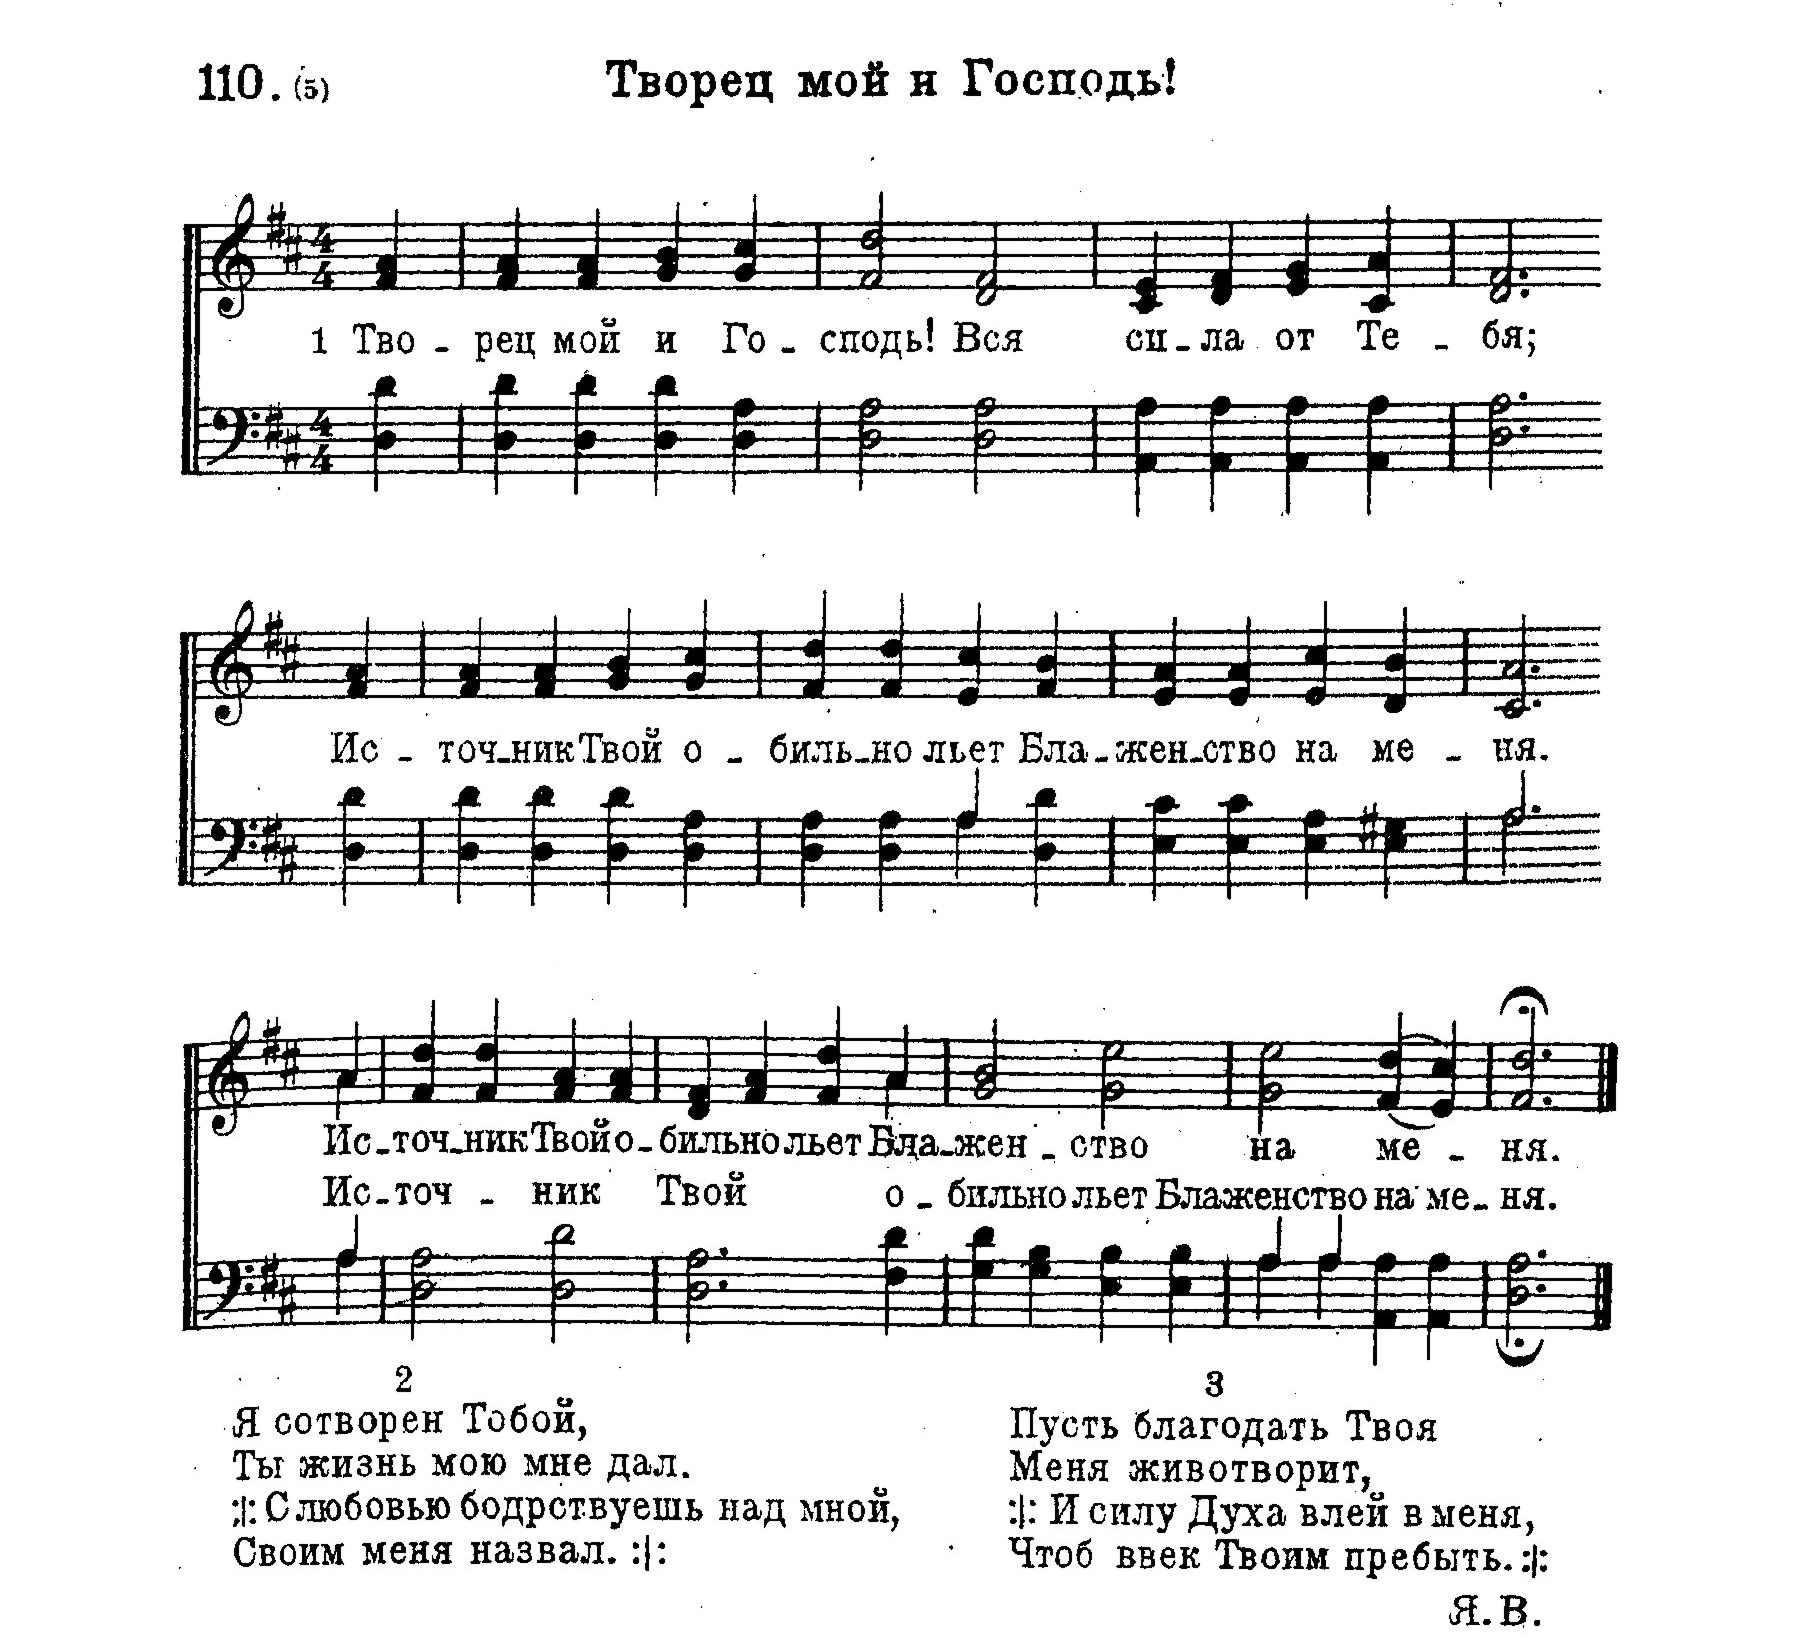 110. (5) Творец мой и Господь!
1 Тво - рец мой и Го - сподь! Вся си - ла от Те - бя;
Ис - точ - ник Твой о - биль - но льет Бла - жен - ство на ме - ня.
Ис - точ - ник Твой о - бильно льет Бла - жен - ство на ме - ня.
Ис - точ - ник Твой о - бильно льет Блаженство на ме - ня.
2
Я сотворен Тобой,
Ты жизнь мою мне дал.
:|: С любовью бодрствуешь над мной,
Своим меня назвал. :|:
3
Пусть благодать Твоя
Меня животворит,
:|: И силу Духа влей в меня,
Чтоб ввек Твоим пребыть. :|:
Я. В.